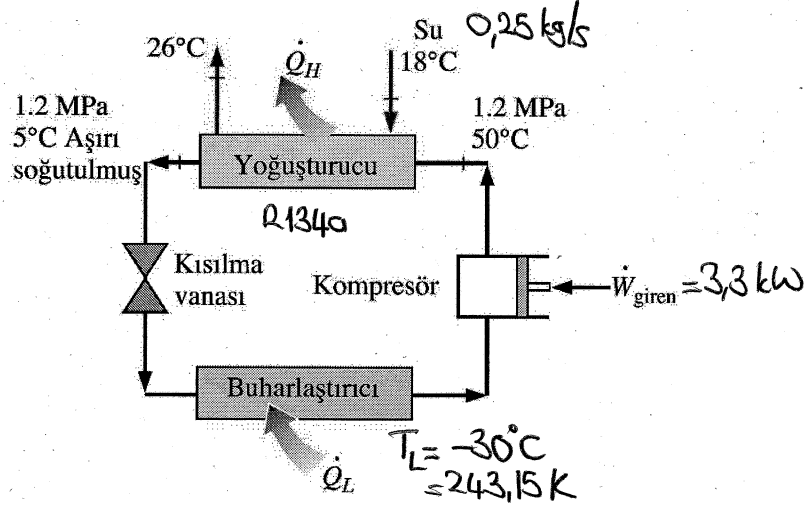 Su 0,25 kg/s
26°C
Q̇H
18°C
1.2 MPa
5°C Aşırı
soğutulmuş
1.2 MPa
50°C
Yoğuşturucu
R134a
Kısılma
vanası
Kompresör
Ẇgiren = 3,3 kW
Buharlaştırıcı
Q̇L
TL = -30°C
= 243,15 K